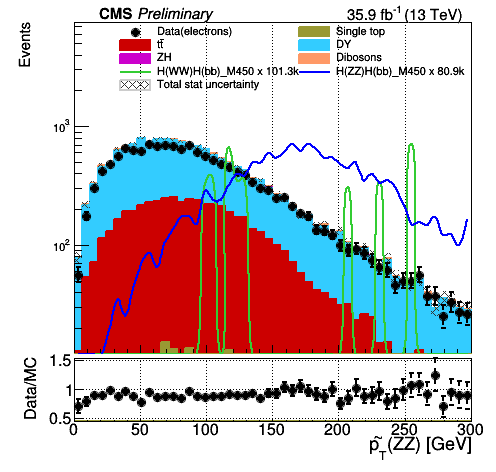 CMS Preliminary 35.9 fb⁻¹ (13 TeV)
Data(electrons) Single top
tt̄ DY
ZH Dibosons
H(WW)H(bb)_M450 x 101.3k H(ZZ)H(bb)_M450 x 80.9k
Total stat uncertainty
Events
10³
10²
Data/MC
1.5
1
0.5
0 50 100 150 200 250 300
p̃_T(ZZ) [GeV]